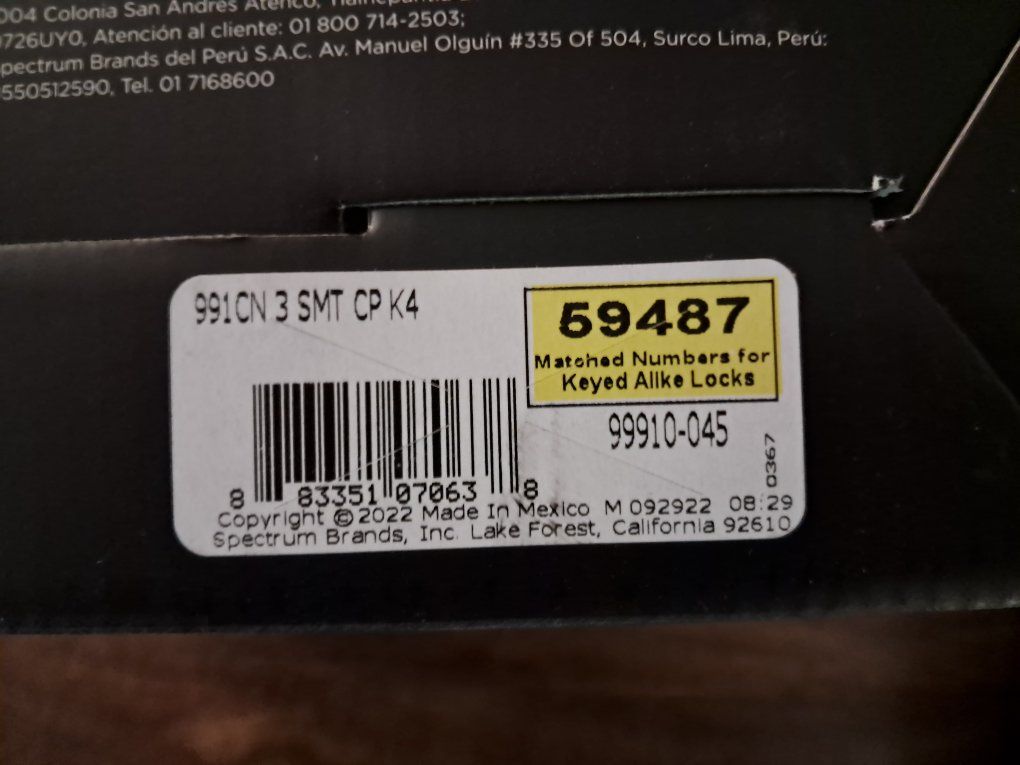 004 Colonia San Andrés Atenco,
0726UY0, Atención al cliente: 01 800 714-2503;
pectrum Brands del Perú S.A.C. Av. Manuel Olguín #335 Of 504, Surco Lima, Perú:
550512590, Tel. 01 7168600
991CN 3 SMT CP K4
59487
Matched Numbers for
Keyed Alike Locks
99910-045
0367
8 83351 07063 8
Copyright ©2022 Made In Mexico M 092922 08:29
Spectrum Brands, Inc. Lake Forest, California 92610